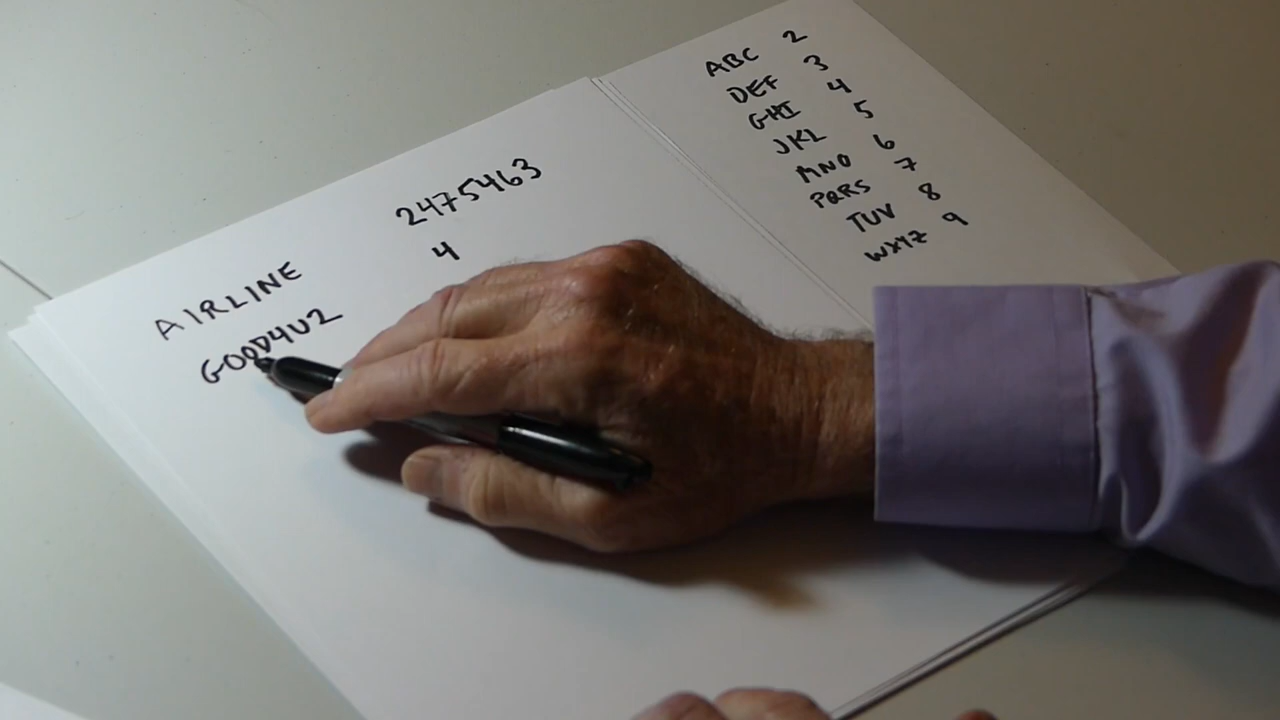 2475463
4
AIRLINE
GOOD4U2
ABC 2
DEF 3
GHI 4
JKL 5
MNO 6
PQRS 7
TUV 8
WXYZ 9